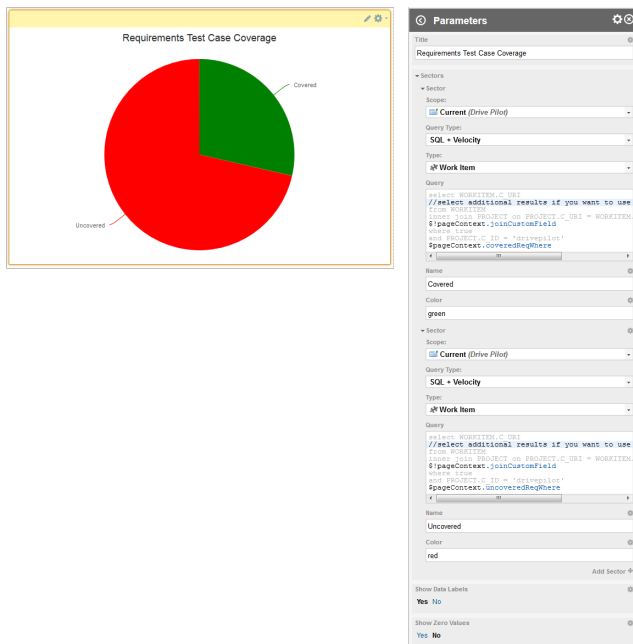 Requirements Test Case Coverage
Covered
Uncovered
Parameters
Title
Requirements Test Case Coverage
Sectors
Sector
Scope:
Current (Drive Pilot)
Query Type:
SQL + Velocity
Type:
Work Item
Query
select WORKITEM.C_URI
//select additional results if you want to use
from WORKITEM
inner join PROJECT on PROJECT.C_URI = WORKITEM.
$!pageContext.joinCustomField
where true
and PROJECT.C_ID = 'drivepilot'
$pageContext.coveredReqWhere
Name
Covered
Color
green
Sector
Scope:
Current (Drive Pilot)
Query Type:
SQL + Velocity
Type:
Work Item
Query
select WORKITEM.C_URI
//select additional results if you want to use
from WORKITEM
inner join PROJECT on PROJECT.C_URI = WORKITEM.
$!pageContext.joinCustomField
where true
and PROJECT.C_ID = 'drivepilot'
$pageContext.uncoveredReqWhere
Name
Uncovered
Color
red
Add Sector
Show Data Labels
Yes No
Show Zero Values
Yes No